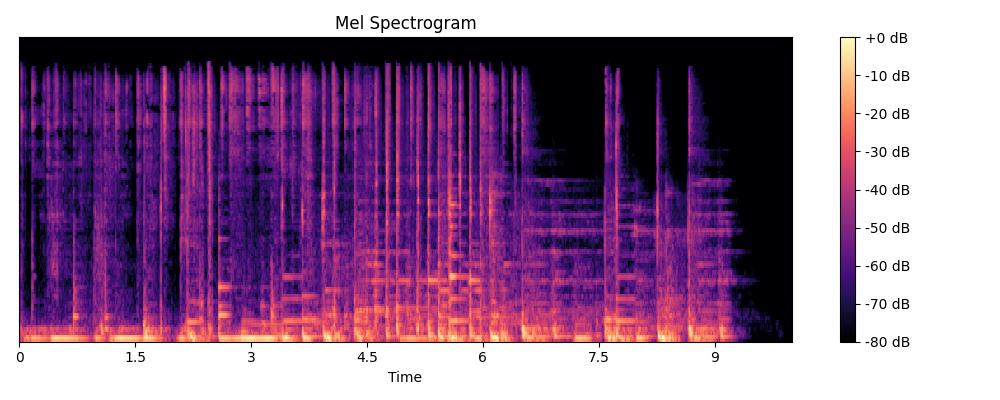 Mel Spectrogram
+0 dB
-10 dB
-20 dB
-30 dB
-40 dB
-50 dB
-60 dB
-70 dB
-80 dB
0 1.5 3 4.5 6 7.5 9
Time